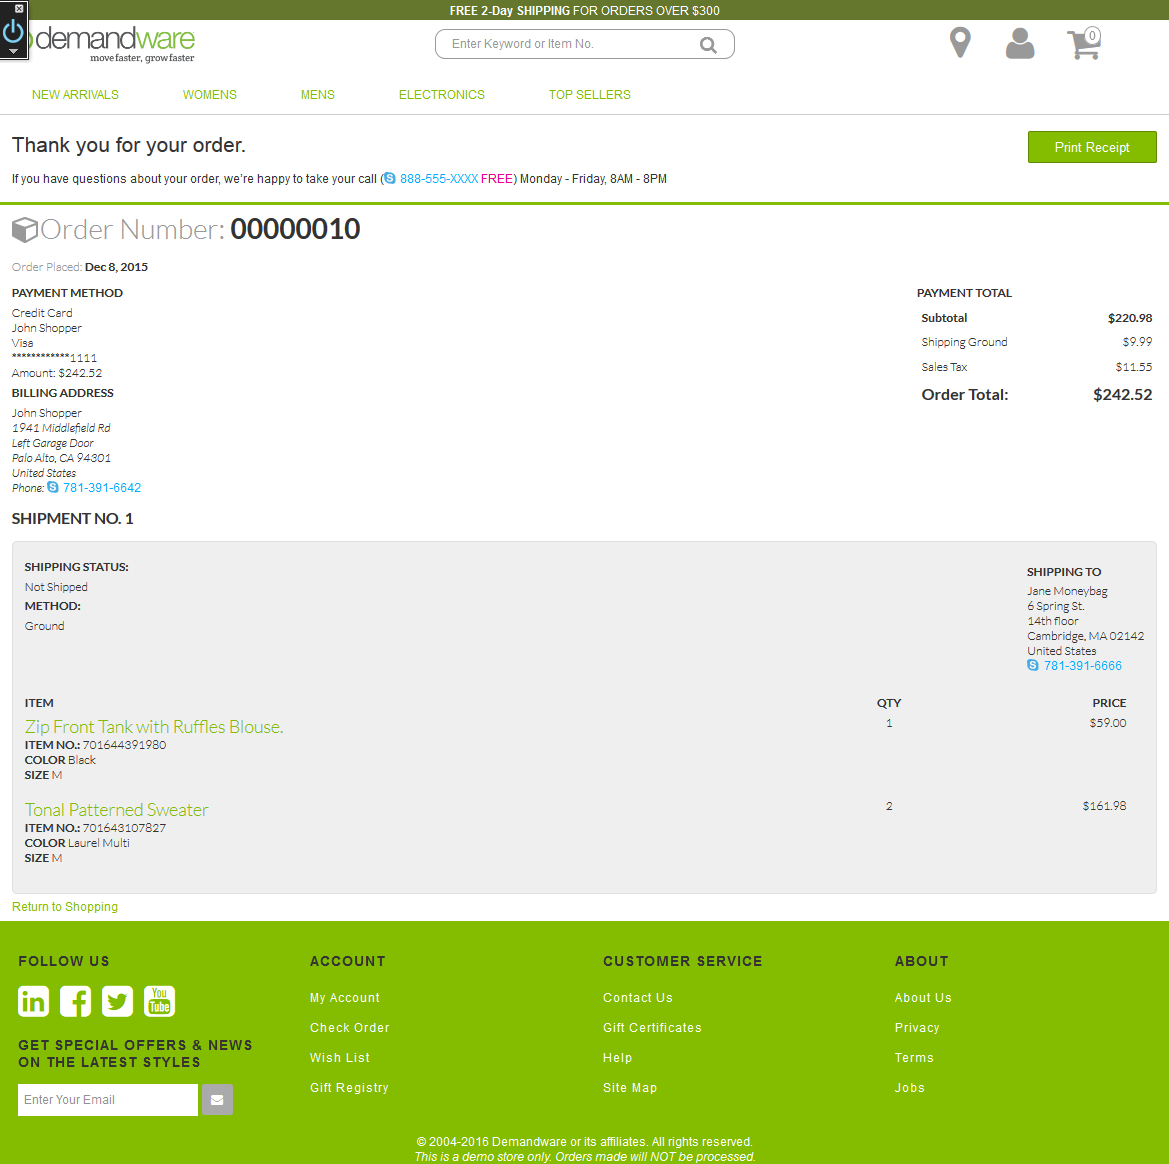 FREE 2-Day SHIPPING FOR ORDERS OVER $300
demandware
move faster, grow faster
Enter Keyword or Item No.
0
NEW ARRIVALS WOMENS MENS ELECTRONICS TOP SELLERS
Thank you for your order.
Print Receipt
If you have questions about your order, we're happy to take your call (888-555-XXXX FREE) Monday - Friday, 8AM - 8PM
Order Number: 00000010
Order Placed: Dec 8, 2015
PAYMENT METHOD
Credit Card
John Shopper
Visa
************1111
Amount: $242.52
BILLING ADDRESS
John Shopper
1941 Middlefield Rd
Left Garage Door
Palo Alto, CA 94301
United States
Phone: 781-391-6642
PAYMENT TOTAL
Subtotal $220.98
Shipping Ground $9.99
Sales Tax $11.55
Order Total: $242.52
SHIPMENT NO. 1
SHIPPING STATUS:
Not Shipped
METHOD:
Ground
SHIPPING TO
Jane Moneybag
6 Spring St.
14th floor
Cambridge, MA 02142
United States
781-391-6666
ITEM QTY PRICE
Zip Front Tank with Ruffles Blouse. 1 $59.00
ITEM NO.: 701644391980
COLOR Black
SIZE M
Tonal Patterned Sweater 2 $161.98
ITEM NO.: 701643107827
COLOR Laurel Multi
SIZE M
Return to Shopping
FOLLOW US
in f You Tube
GET SPECIAL OFFERS & NEWS
ON THE LATEST STYLES
Enter Your Email
ACCOUNT
My Account
Check Order
Wish List
Gift Registry
CUSTOMER SERVICE
Contact Us
Gift Certificates
Help
Site Map
ABOUT
About Us
Privacy
Terms
Jobs
© 2004-2016 Demandware or its affiliates. All rights reserved.
This is a demo store only. Orders made will NOT be processed.